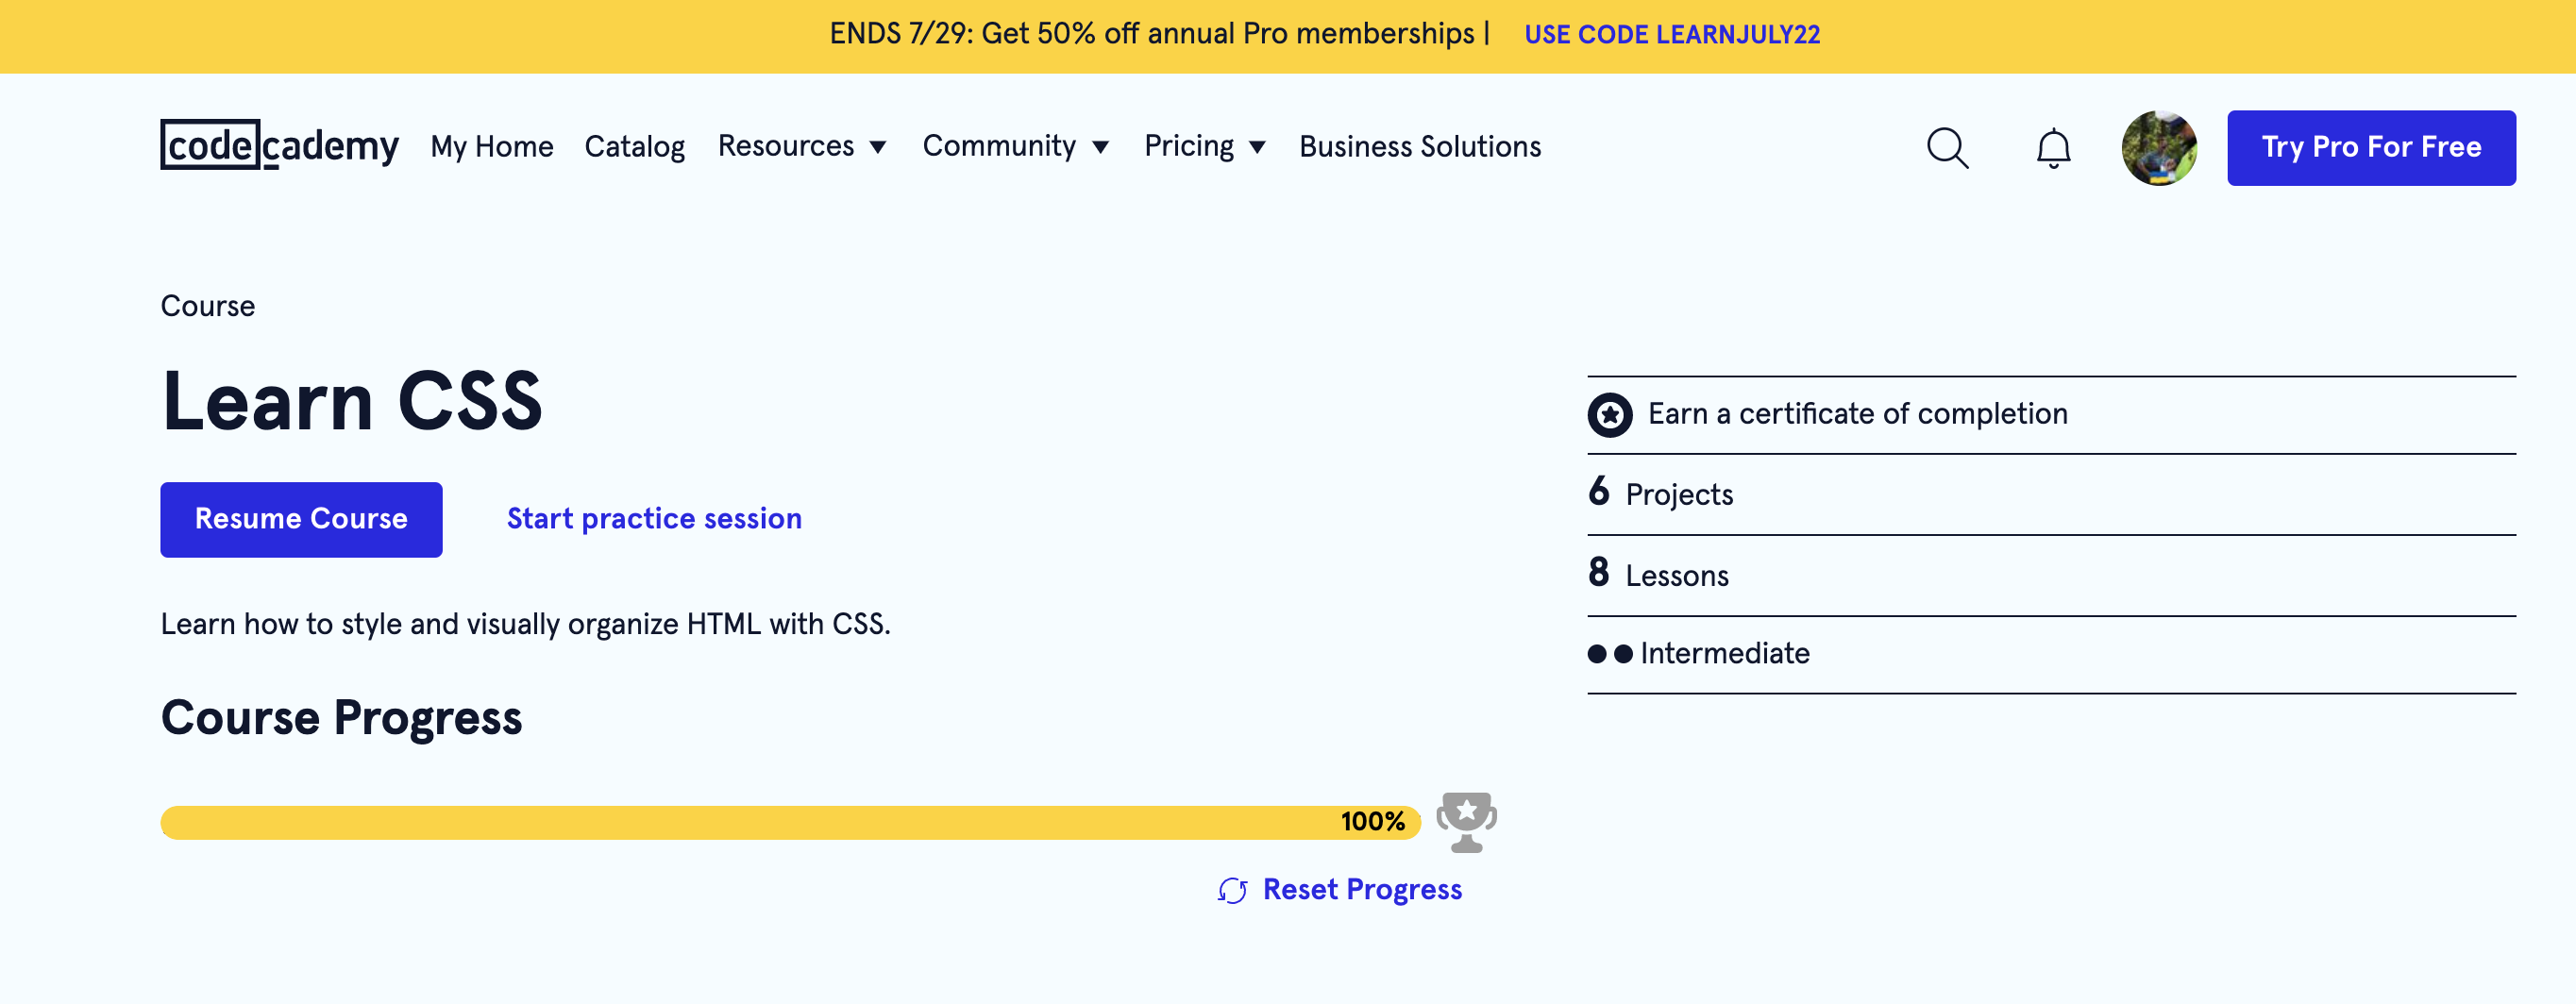 ENDS 7/29: Get 50% off annual Pro memberships | USE CODE LEARNJULY22
codecademy My Home Catalog Resources Community Pricing Business Solutions Try Pro For Free
Course
Learn CSS
Resume Course Start practice session
Learn how to style and visually organize HTML with CSS.
Course Progress
100%
Reset Progress
Earn a certificate of completion
6 Projects
8 Lessons
Intermediate